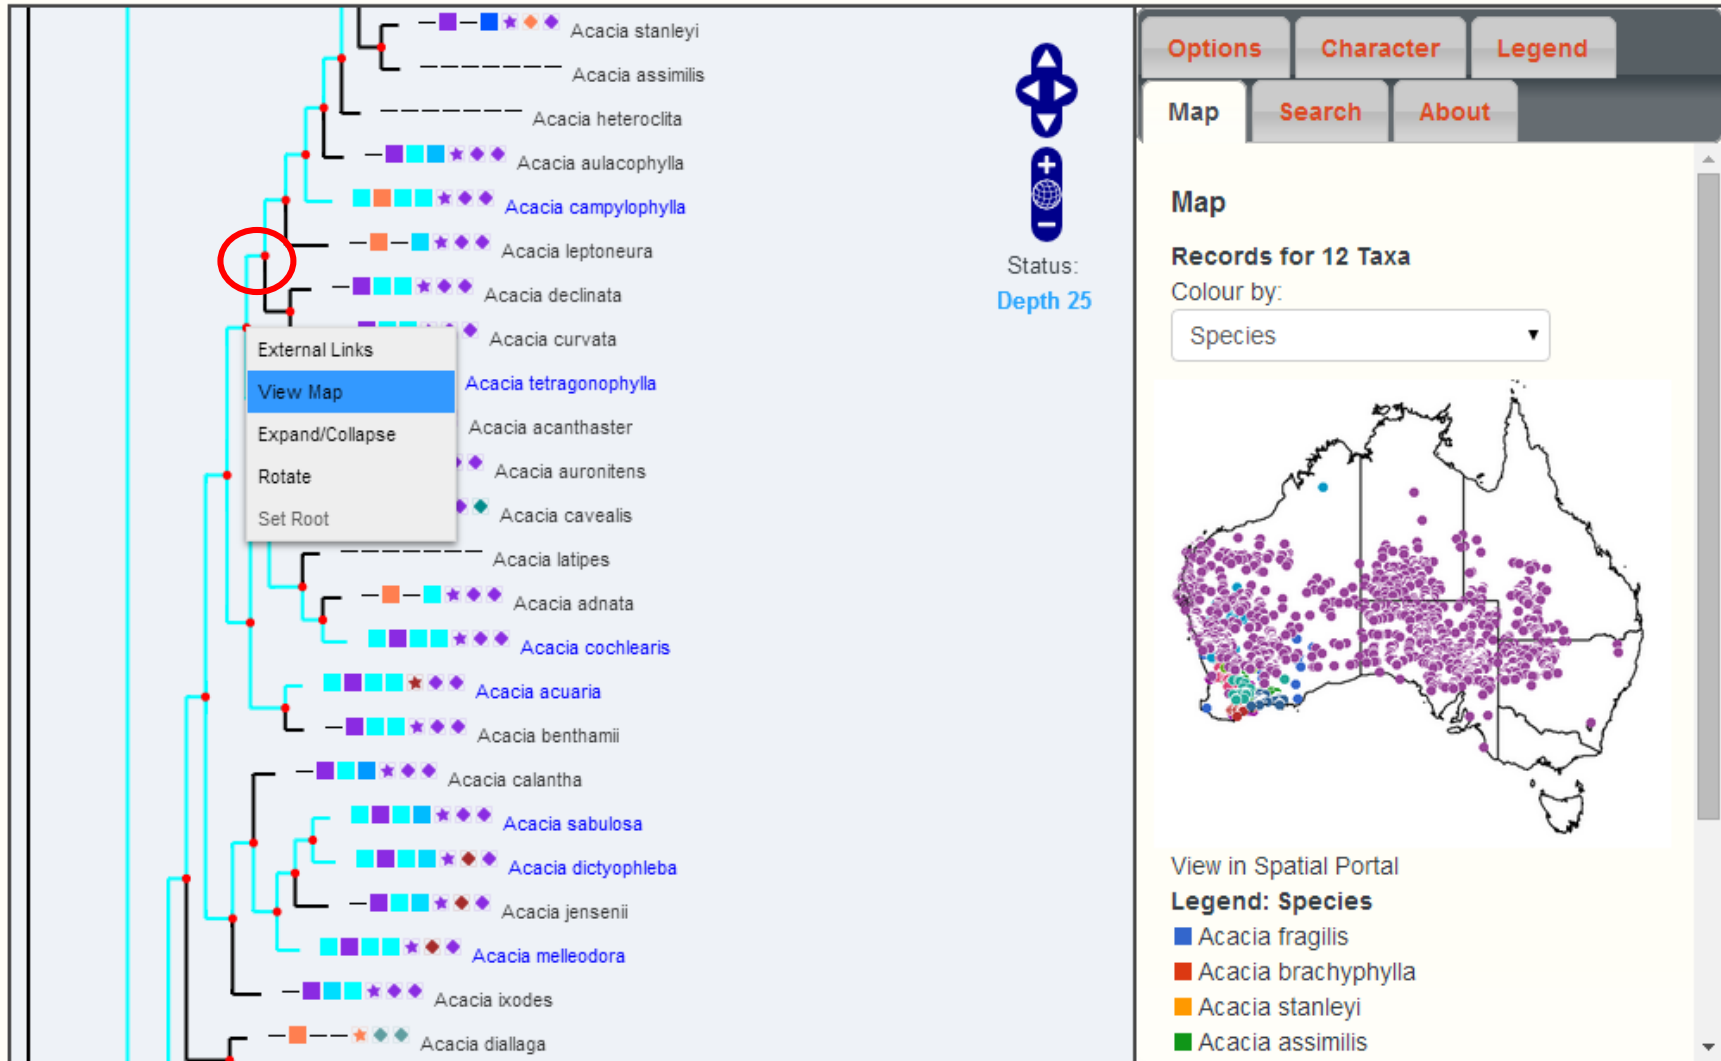 Acacia stanleyi
Acacia assimilis
Acacia heteroclita
Acacia aulacophylla
Acacia campylophylla
Acacia leptoneura
Acacia declinata
Acacia curvata
Acacia tetragonophylla
Acacia acanthaster
Acacia auronitens
Acacia cavealis
Acacia latipes
Acacia adnata
Acacia cochlearis
Acacia acuaria
Acacia benthamii
Acacia calantha
Acacia sabulosa
Acacia dictyophleba
Acacia jensenii
Acacia melleodora
Acacia ixodes
Acacia diallaga
External Links
View Map
Expand/Collapse
Rotate
Set Root
Status:
Depth 25
Options Character Legend
Map Search About
Map
Records for 12 Taxa
Colour by:
Species
View in Spatial Portal
Legend: Species
Acacia fragilis
Acacia brachyphylla
Acacia stanleyi
Acacia assimilis